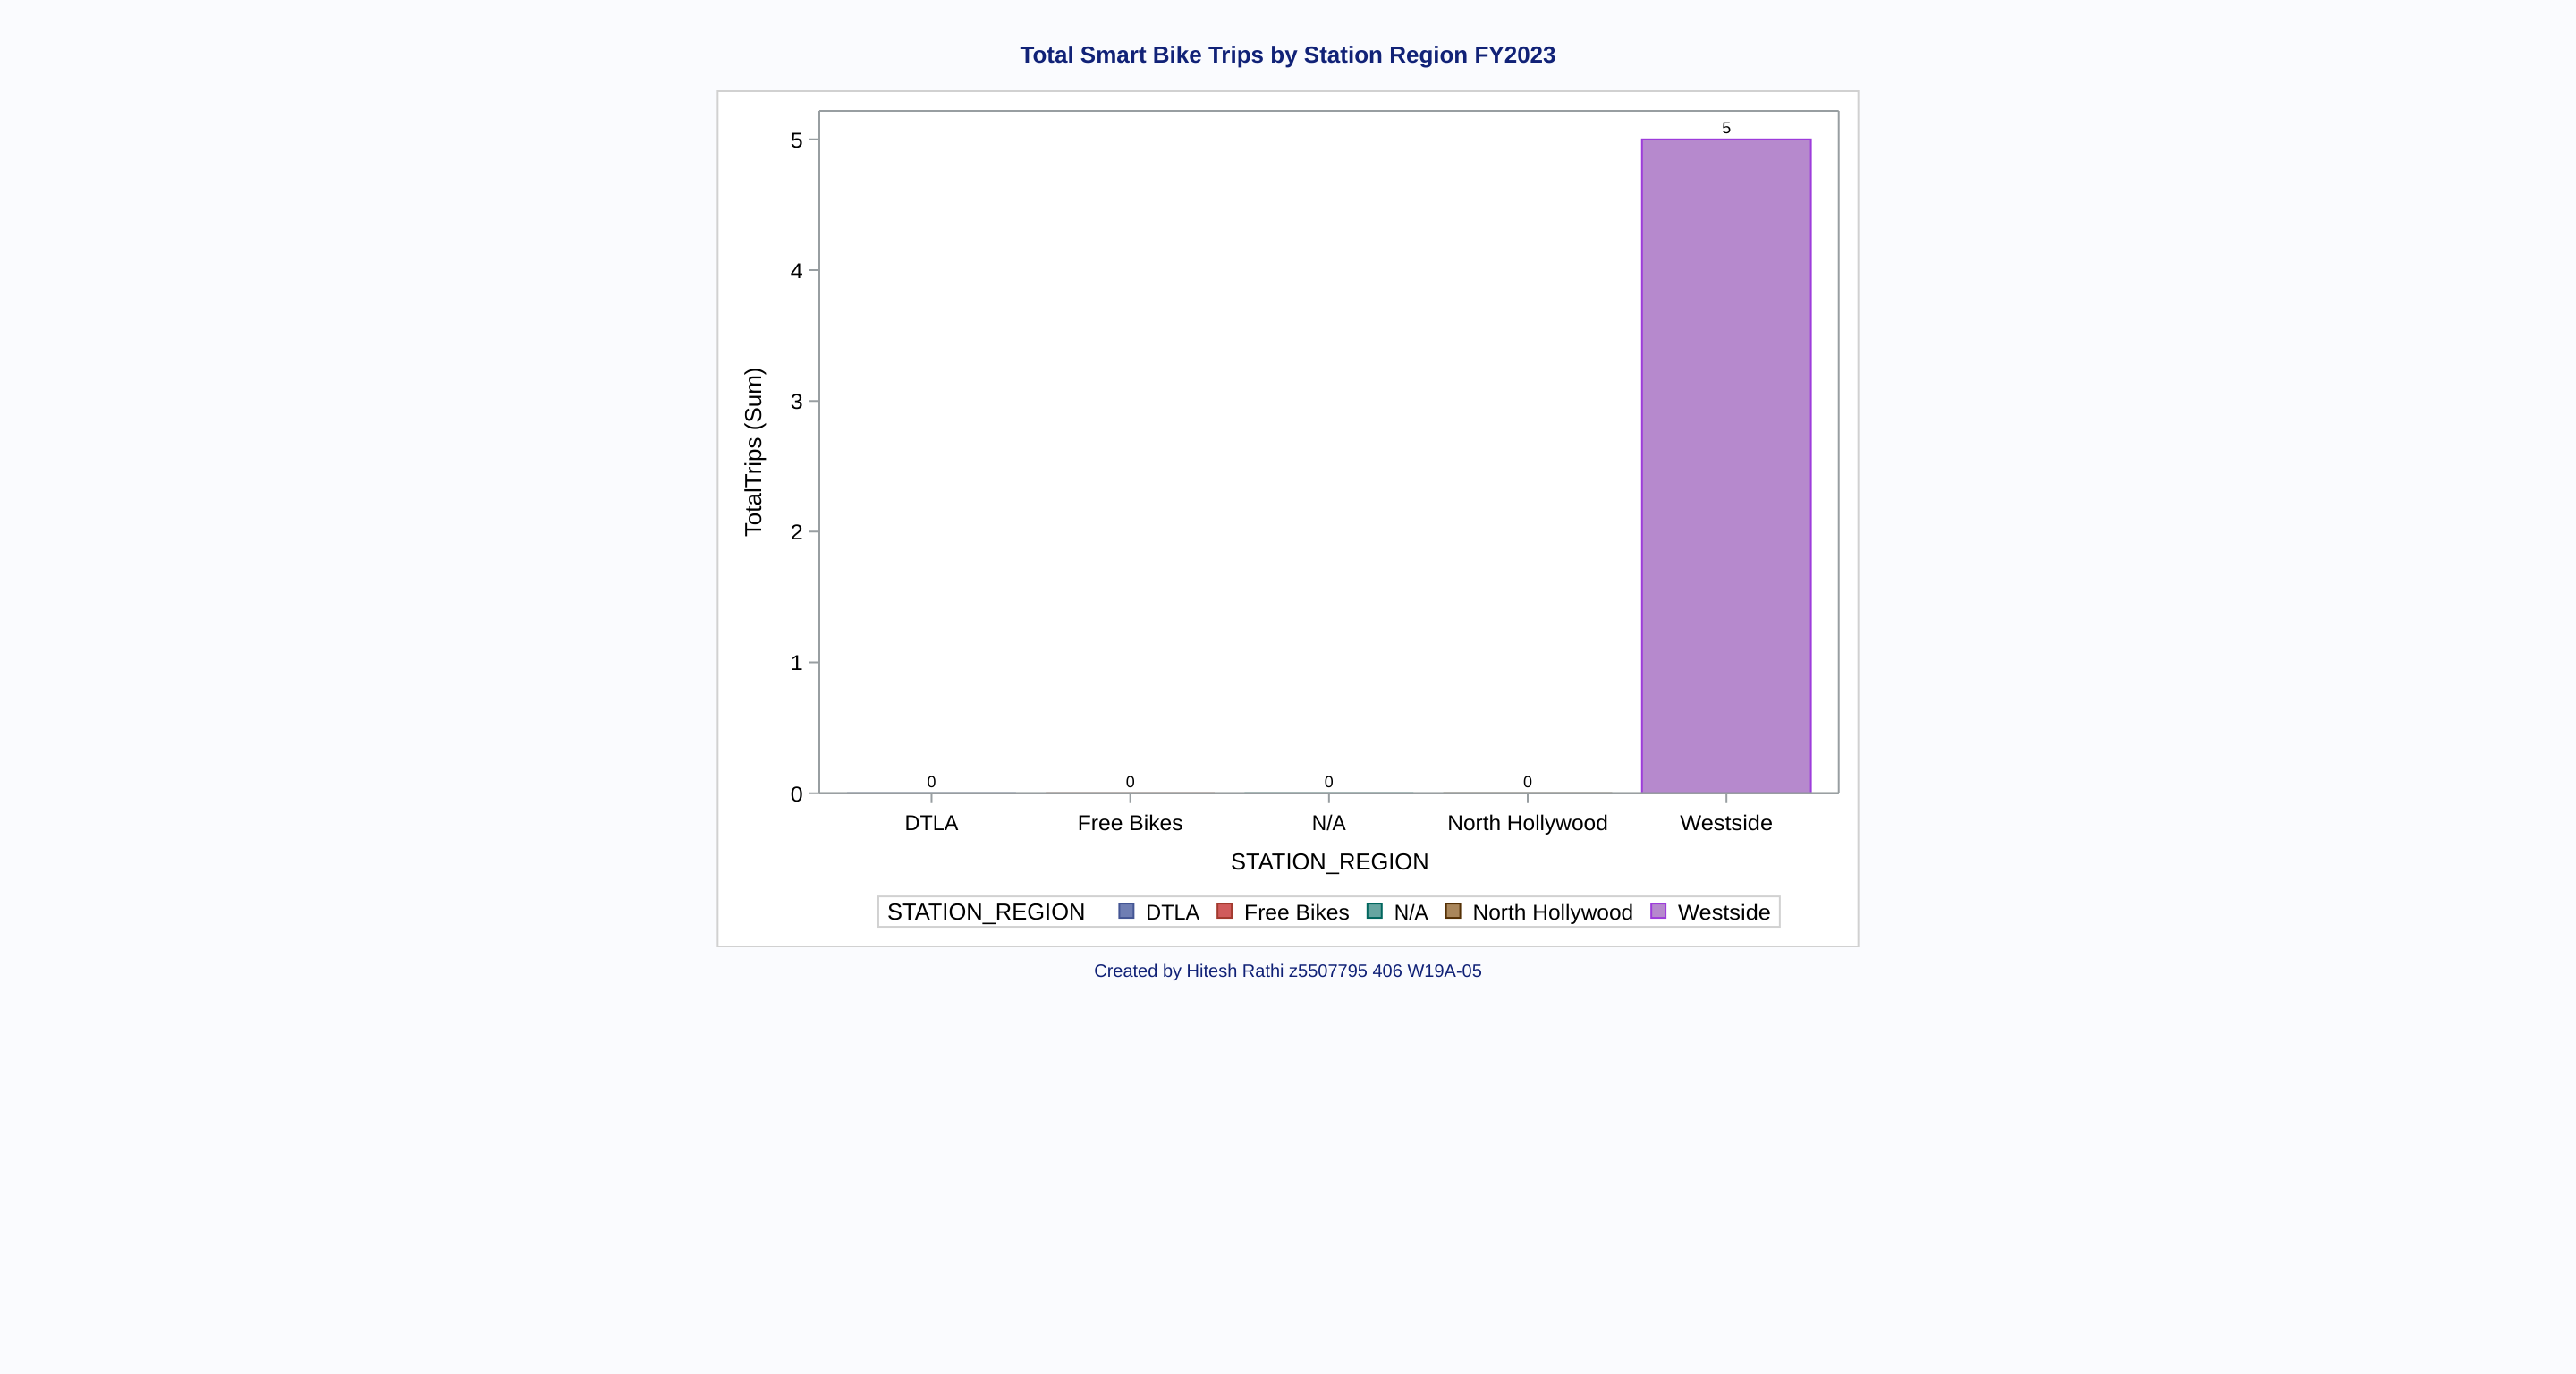 Total Smart Bike Trips by Station Region FY2023
5
5
4
3
2
1
0
TotalTrips (Sum)
0
0
0
0
DTLA
Free Bikes
N/A
North Hollywood
Westside
STATION_REGION
STATION_REGION DTLA Free Bikes N/A North Hollywood Westside
Created by Hitesh Rathi z5507795 406 W19A-05